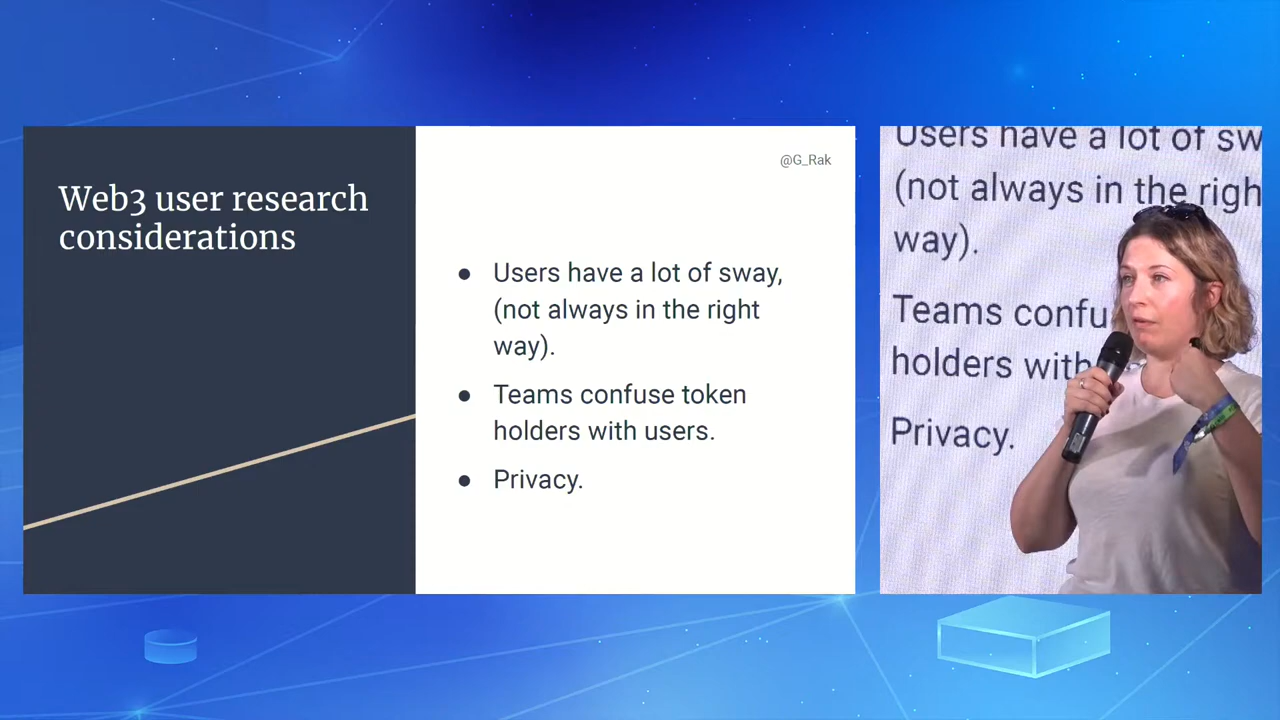 Web3 user research
considerations
@G_Rak
● Users have a lot of sway,
(not always in the right
way).
● Teams confuse token
holders with users.
● Privacy.
Users have a lot of sw
(not always in the righ
way).
Teams confu
holders with
Privacy.